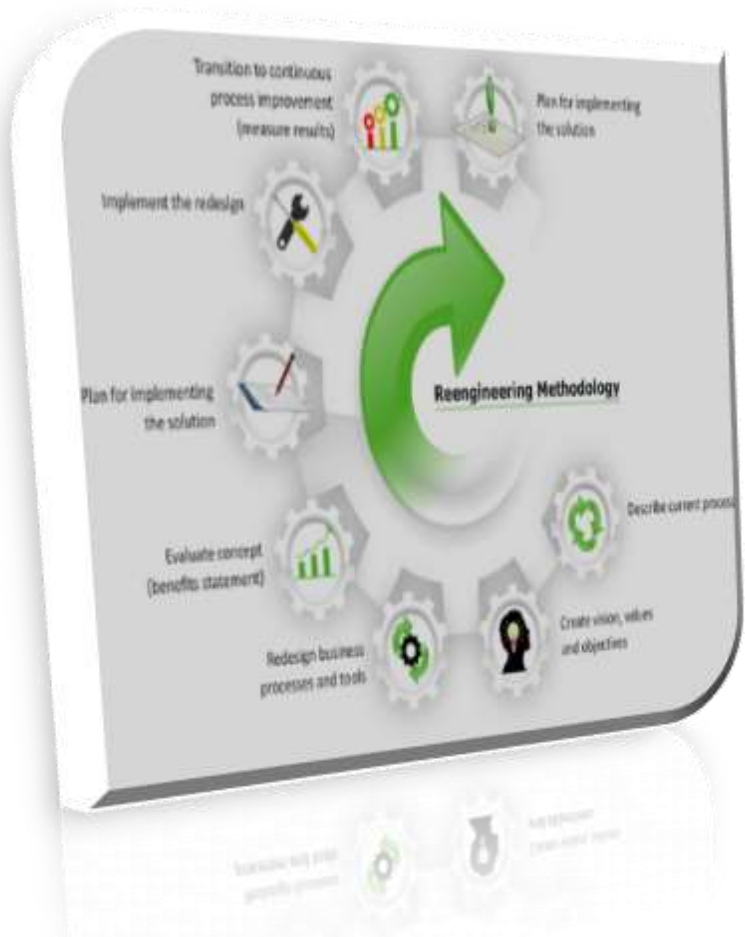 Transition to continuous
process improvement
(measure results)
Plan for implementing
the solution
Implement the redesign
Plan for implementing
the solution
Reengineering Methodology
Describe current process
Evaluate concept
(benefits statement)
Create vision, values
and objectives
Redesign business
processes and tools